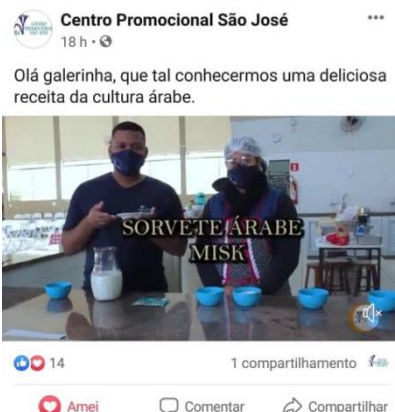 Centro Promocional São José
18 h
Olá galerinha, que tal conhecermos uma deliciosa
receita da cultura árabe.
SORVETE ÁRABE
MISK
14
1 compartilhamento
Amei
Comentar
Compartilhar